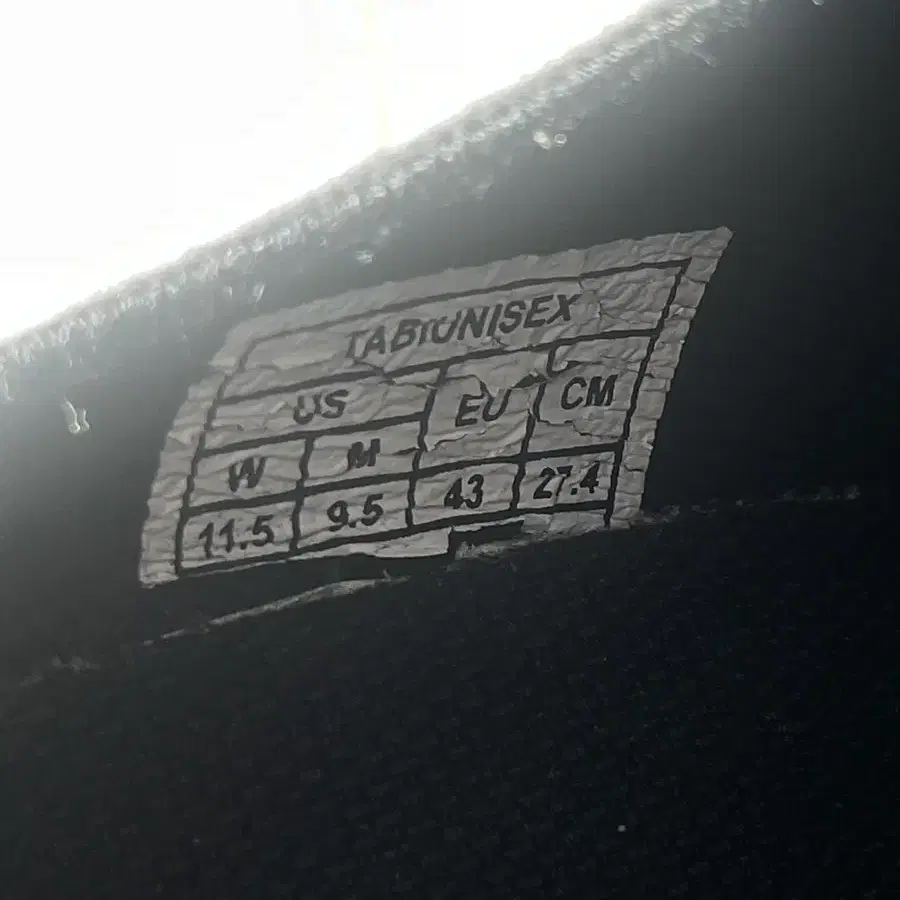 TABIUNISEX
US EU CM
W M
11.5 9.5 43 27.4